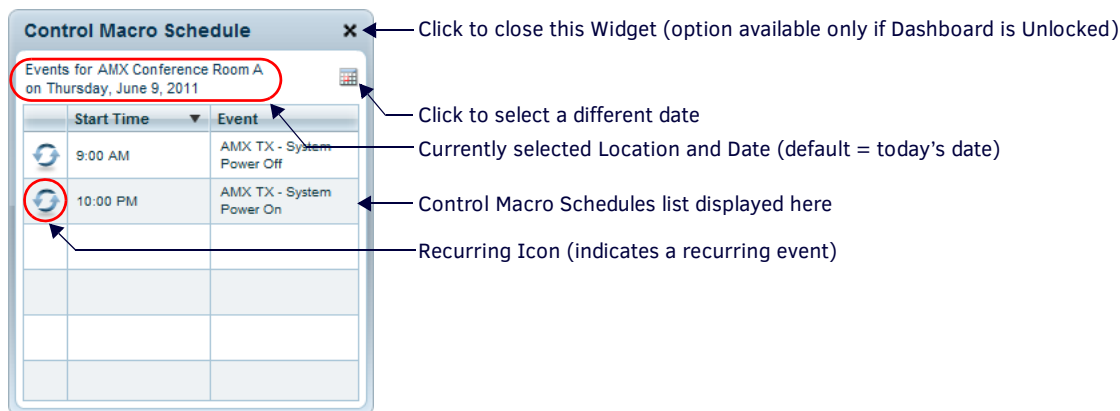 Control Macro Schedule
Click to close this Widget (option available only if Dashboard is Unlocked)
Events for AMX Conference Room A
on Thursday, June 9, 2011
Click to select a different date
Start Time ▼ Event
Currently selected Location and Date (default = today's date)
9:00 AM
AMX TX - System
Power Off
10:00 PM
AMX TX - System
Power On
Control Macro Schedules list displayed here
Recurring Icon (indicates a recurring event)